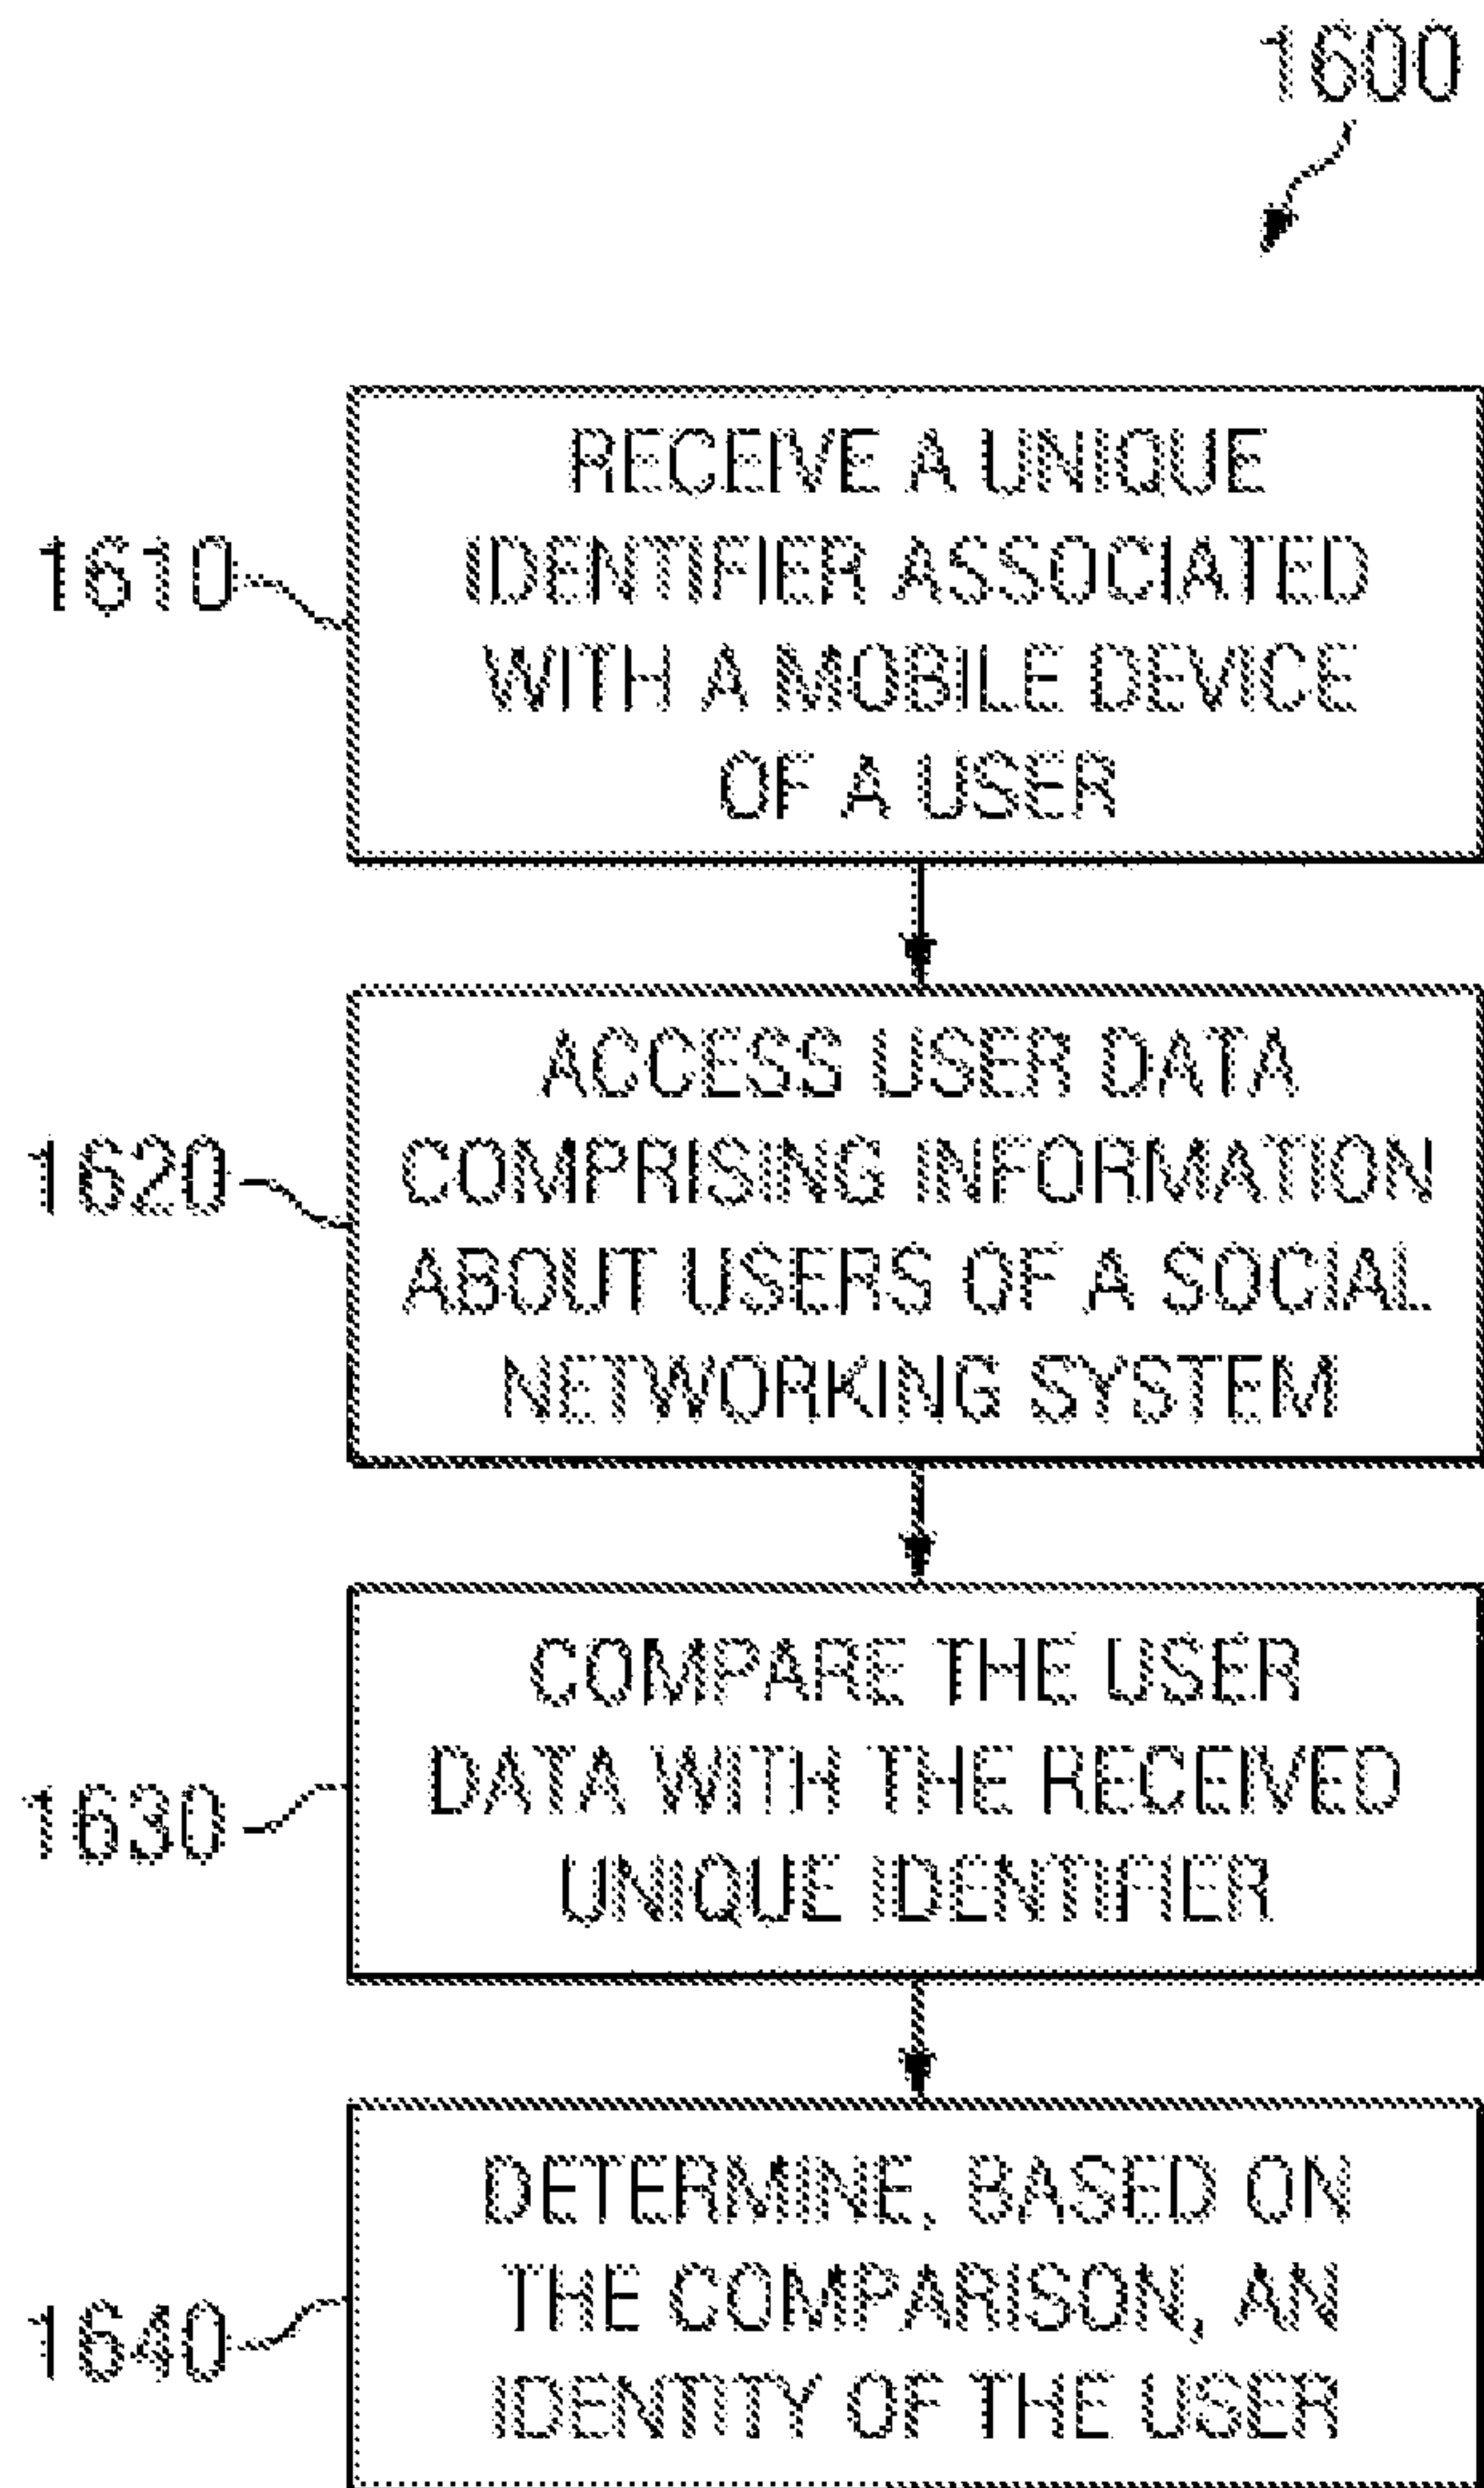 1600
RECEIVE A UNIQUE
IDENTIFIER ASSOCIATED
WITH A MOBILE DEVICE
OF A USER
1610
ACCESS USER DATA
COMPRISING INFORMATION
ABOUT USERS OF A SOCIAL
NETWORKING SYSTEM
1620
COMPARE THE USER
DATA WITH THE RECEIVED
UNIQUE IDENTIFIER
1630
DETERMINE, BASED ON
THE COMPARISON, AN
IDENTITY OF THE USER
1640